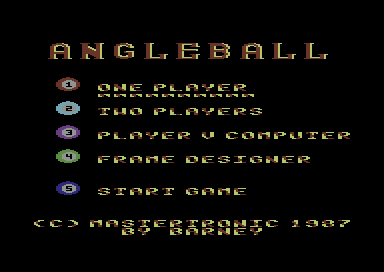 ANGLEBALL
1 ONE PLAYER
2 TWO PLAYERS
3 PLAYER V COMPUTER
4 FRAME DESIGNER
5 START GAME
(C) MASTERTRONIC 1987
BY BARNEY